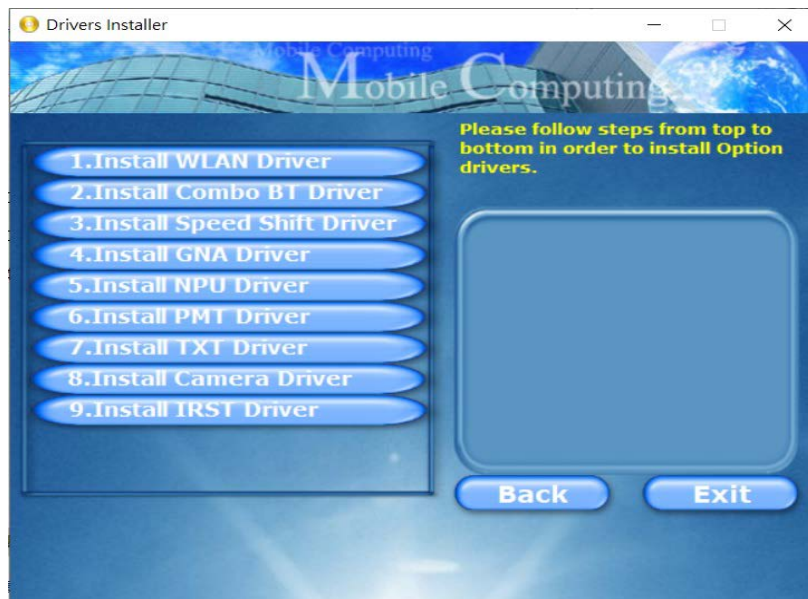 Drivers Installer
Mobile Computing
Mobile Computing
Please follow steps from top to
bottom in order to install Option
drivers.
1.Install WLAN Driver
2.Install Combo BT Driver
3.Install Speed Shift Driver
4.Install GNA Driver
5.Install NPU Driver
6.Install PMT Driver
7.Install TXT Driver
8.Install Camera Driver
9.Install IRST Driver
Back
Exit